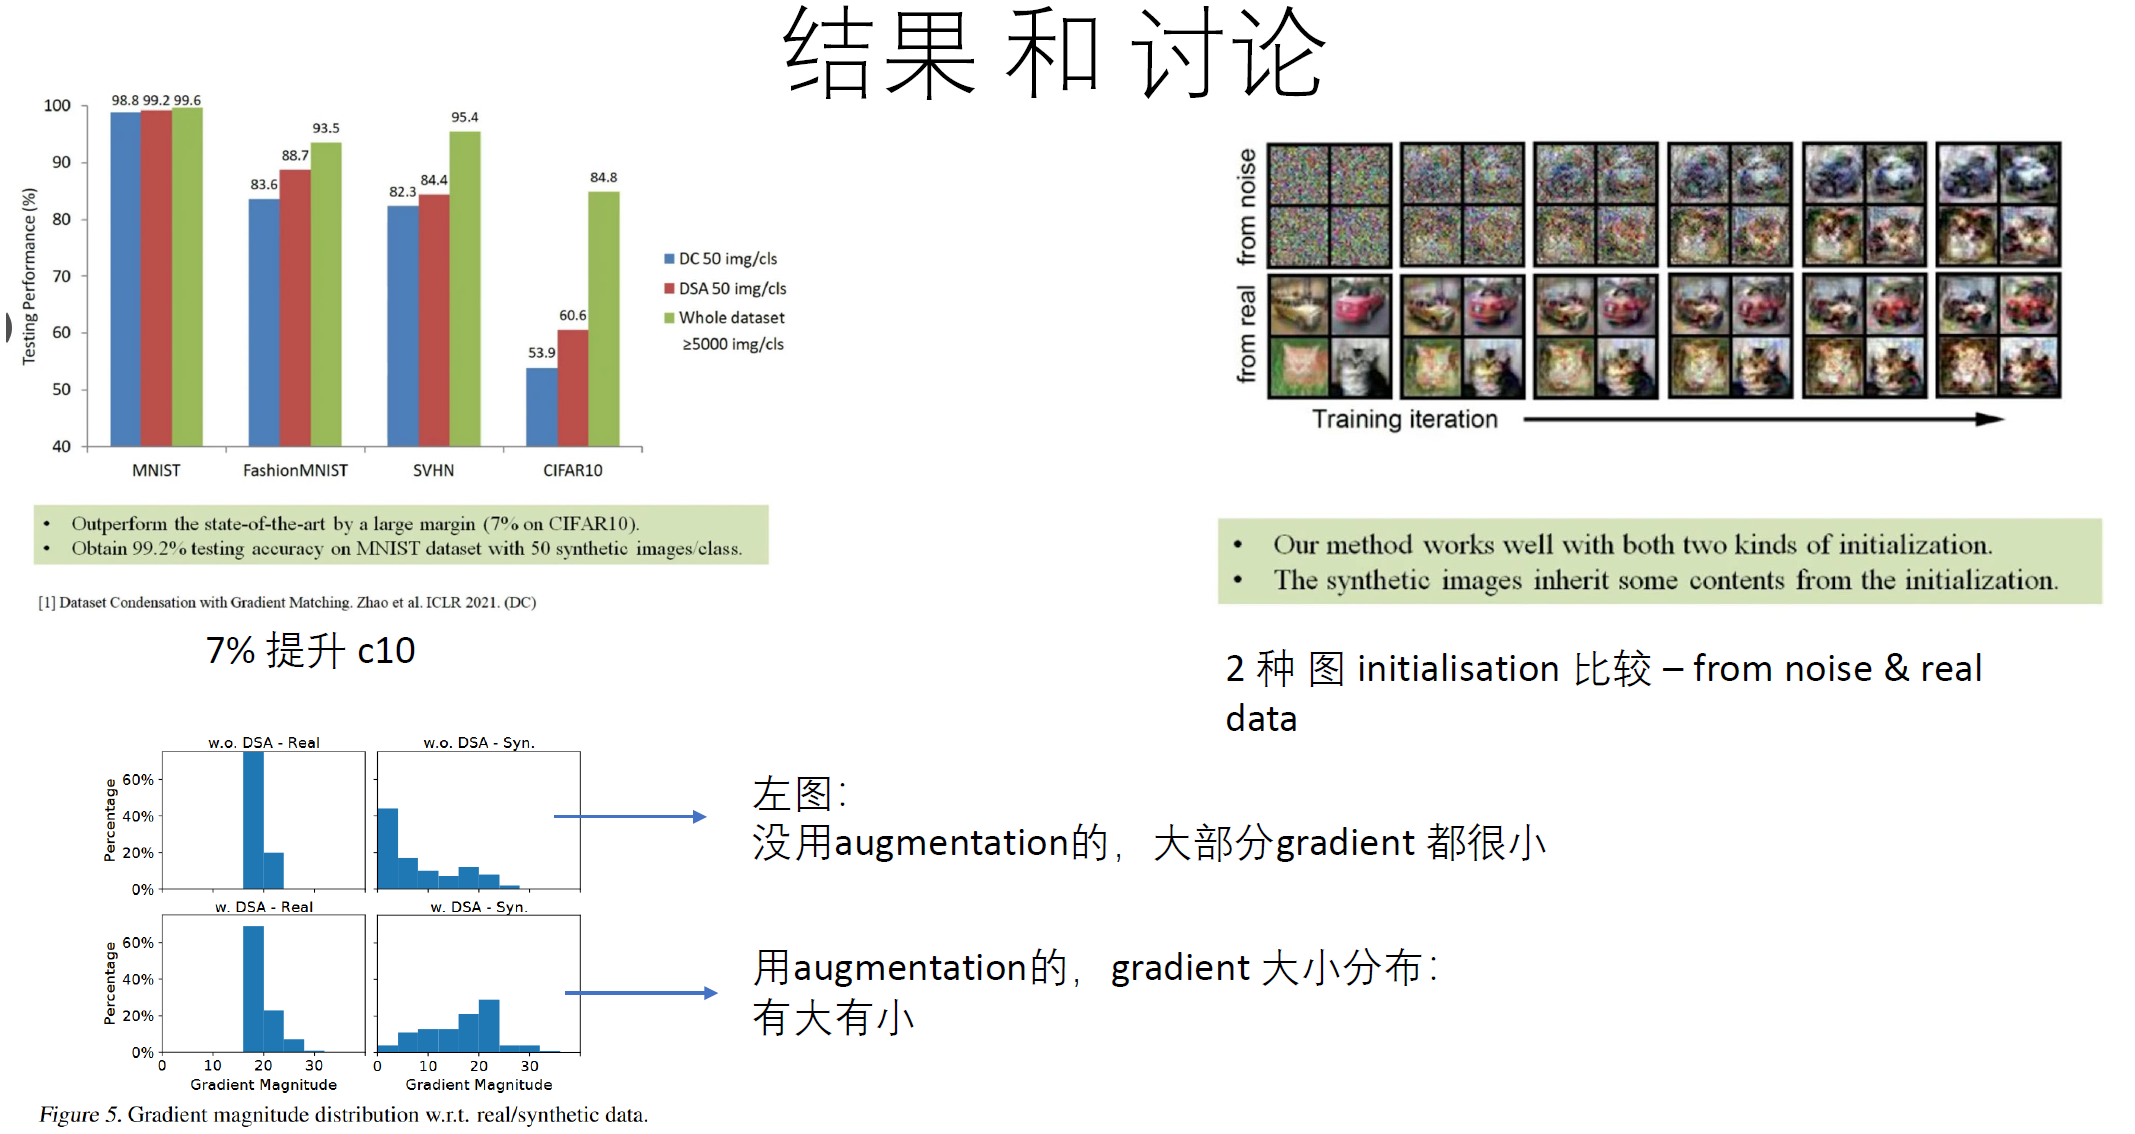 结果 和 讨论
100
90
80
70
60
50
40
Testing Performance (%)
98.8 99.2 99.6
83.6
88.7
93.5
82.3
84.4
95.4
53.9
60.6
84.8
MNIST
FashionMNIST
SVHN
CIFAR10
DC 50 img/cls
DSA 50 img/cls
Whole dataset
≥5000 img/cls
• Outperform the state-of-the-art by a large margin (7% on CIFAR10).
• Obtain 99.2% testing accuracy on MNIST dataset with 50 synthetic images/class.
[1] Dataset Condensation with Gradient Matching. Zhao et al. ICLR 2021. (DC)
7% 提升 c10
from noise
from real
Training iteration
• Our method works well with both two kinds of initialization.
• The synthetic images inherit some contents from the initialization.
2 种 图 initialisation 比较 – from noise & real
data
w.o. DSA - Real
w.o. DSA - Syn.
Percentage
60%
40%
20%
0%
w. DSA - Real
w. DSA - Syn.
Percentage
60%
40%
20%
0%
0 10 20 30
0 10 20 30
Gradient Magnitude
Gradient Magnitude
Figure 5. Gradient magnitude distribution w.r.t. real/synthetic data.
左图：
没用augmentation的，大部分gradient 都很小
用augmentation的，gradient 大小分布：
有大有小